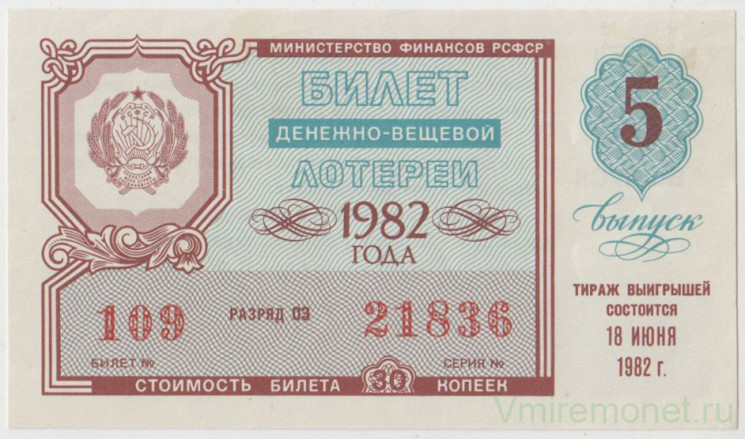 МИНИСТЕРСТВО ФИНАНСОВ РСФСР
БИЛЕТ
ДЕНЕЖНО-ВЕЩЕВОЙ
ЛОТЕРЕИ
1982
ГОДА
109
РАЗРЯД 03
21836
БИЛЕТ №
СЕРИЯ №
СТОИМОСТЬ БИЛЕТА 30 КОПЕЕК
5
выпуск
ТИРАЖ ВЫИГРЫШЕЙ
СОСТОИТСЯ
18 ИЮНЯ
1982 г.
Vmiremonet.ru